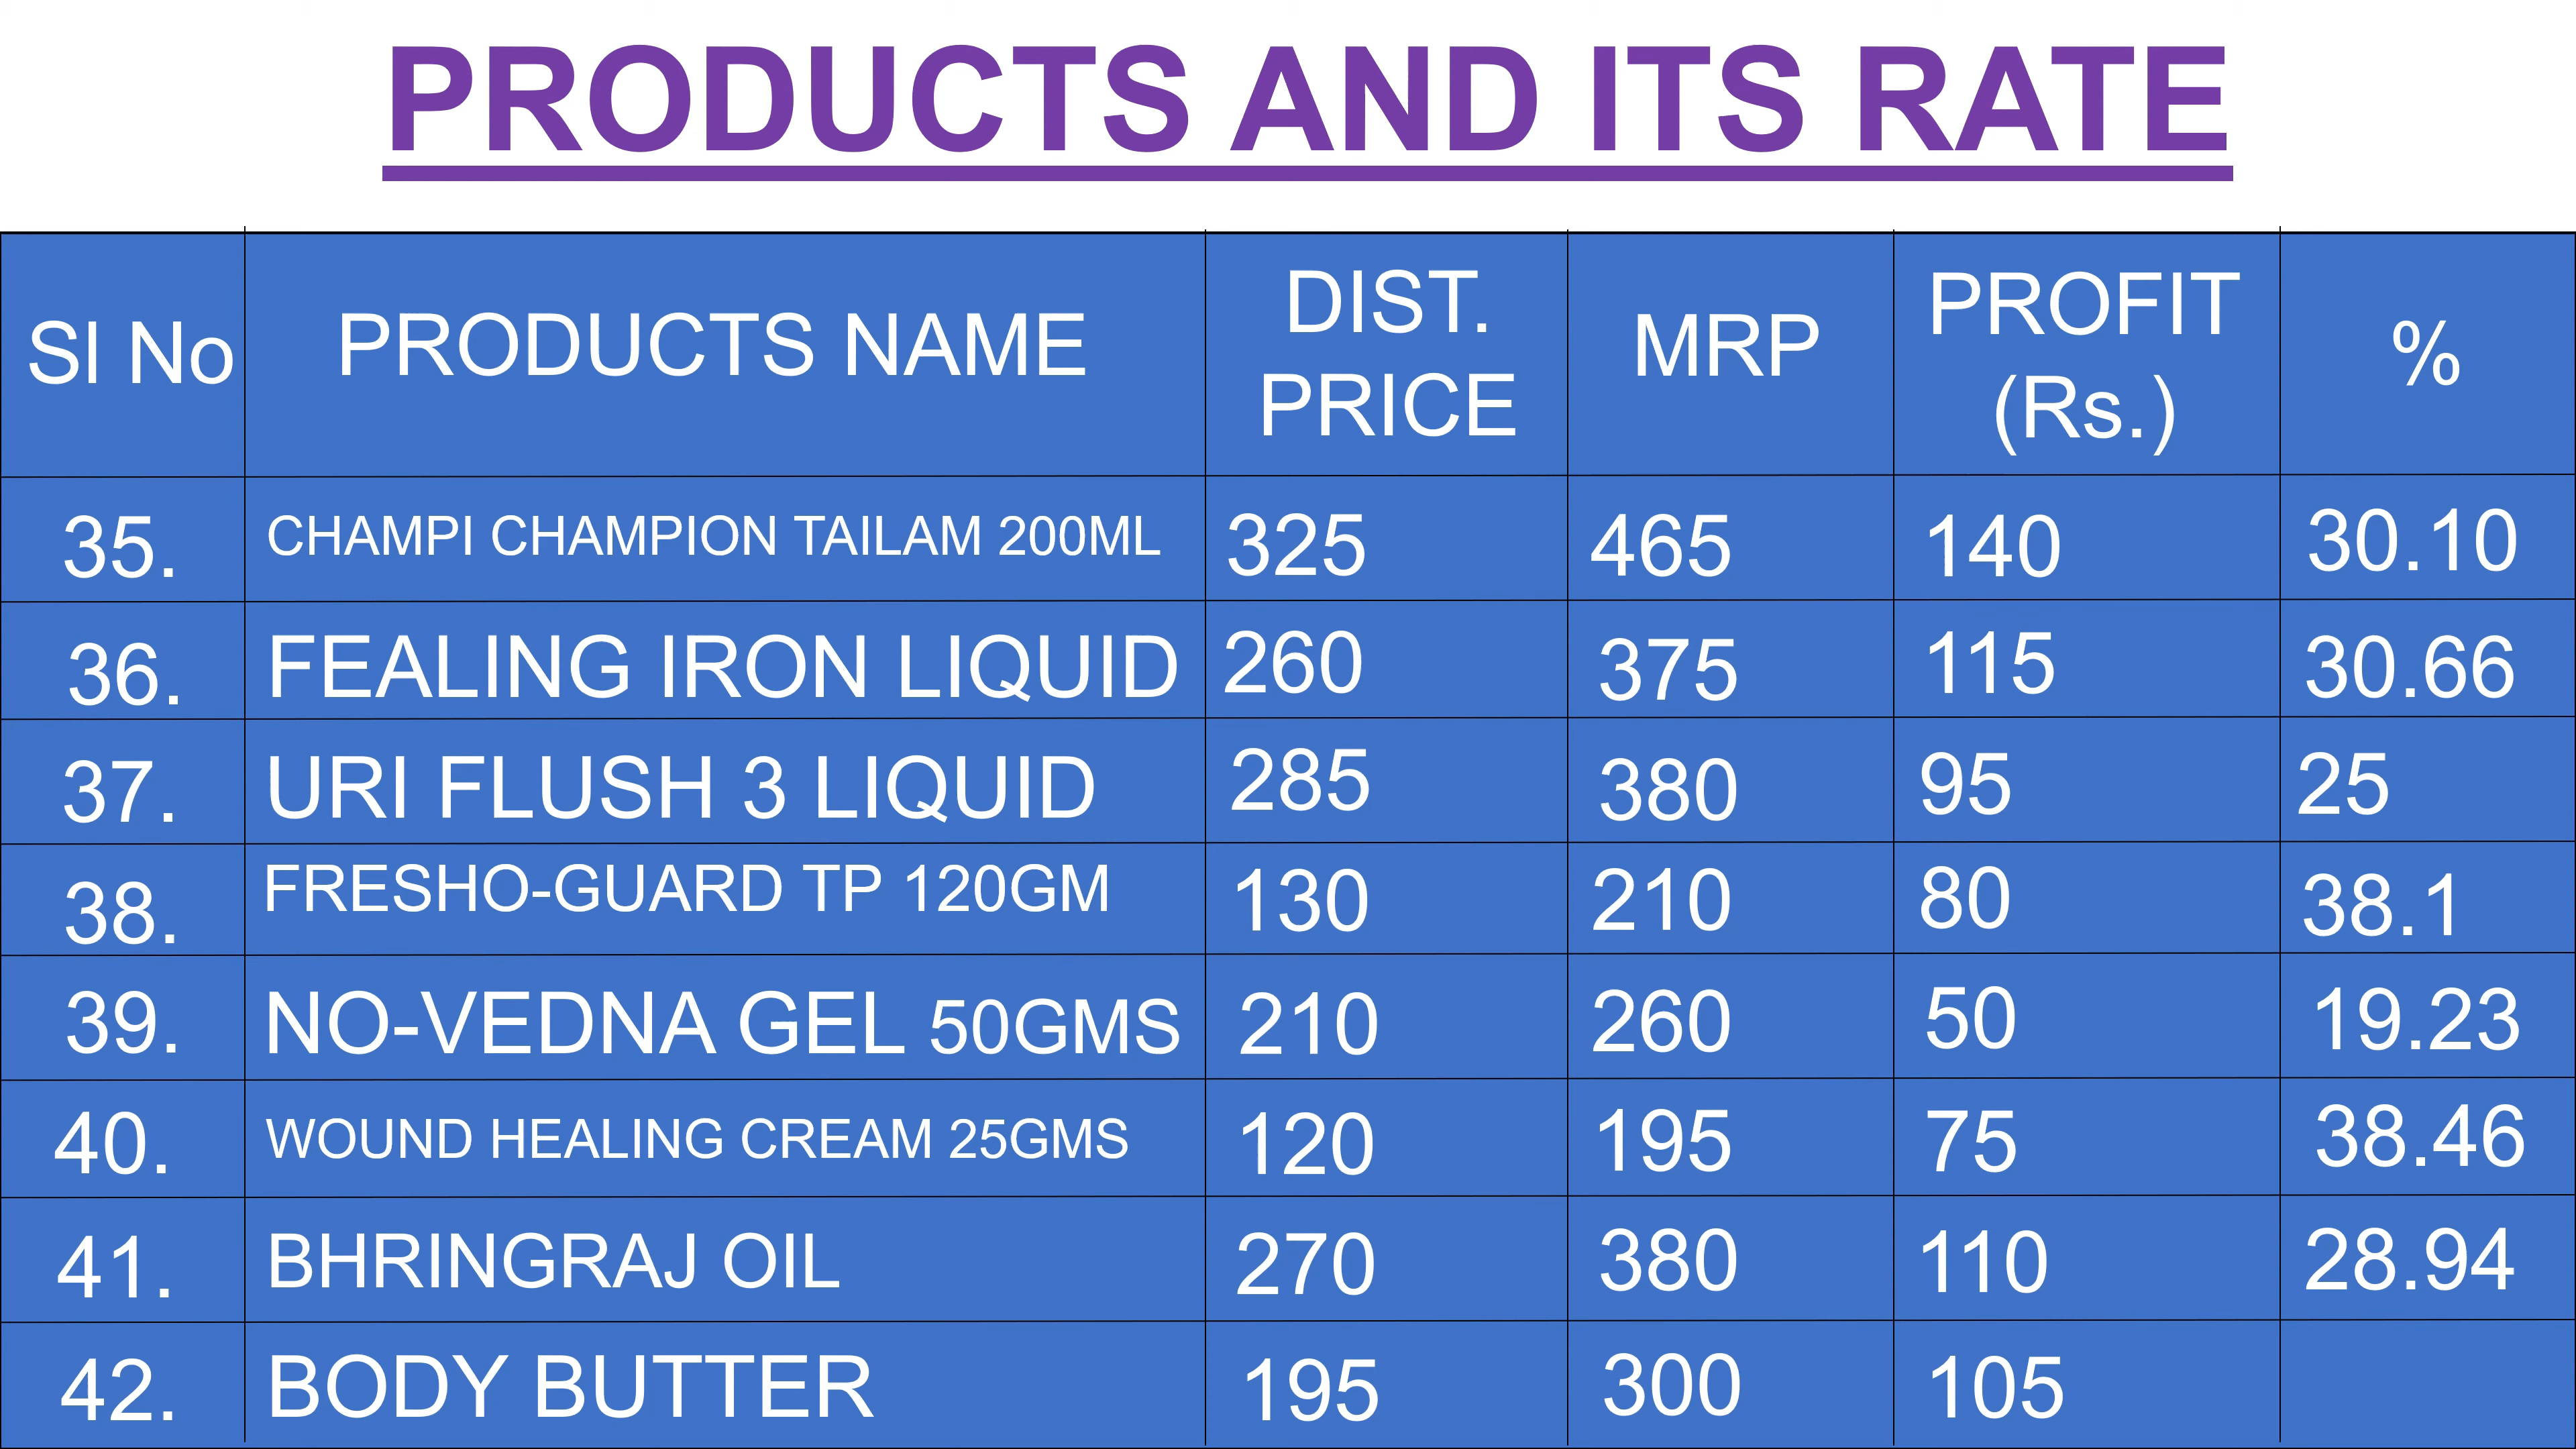 PRODUCTS AND ITS RATE
Sl No PRODUCTS NAME DIST. PRICE MRP PROFIT (Rs.) %
35. CHAMPI CHAMPION TAILAM 200ML 325 465 140 30.10
36. FEALING IRON LIQUID 260 375 115 30.66
37. URI FLUSH 3 LIQUID 285 380 95 25
38. FRESHO-GUARD TP 120GM 130 210 80 38.1
39. NO-VEDNA GEL 50GMS 210 260 50 19.23
40. WOUND HEALING CREAM 25GMS 120 195 75 38.46
41. BHRINGRAJ OIL 270 380 110 28.94
42. BODY BUTTER 195 300 105